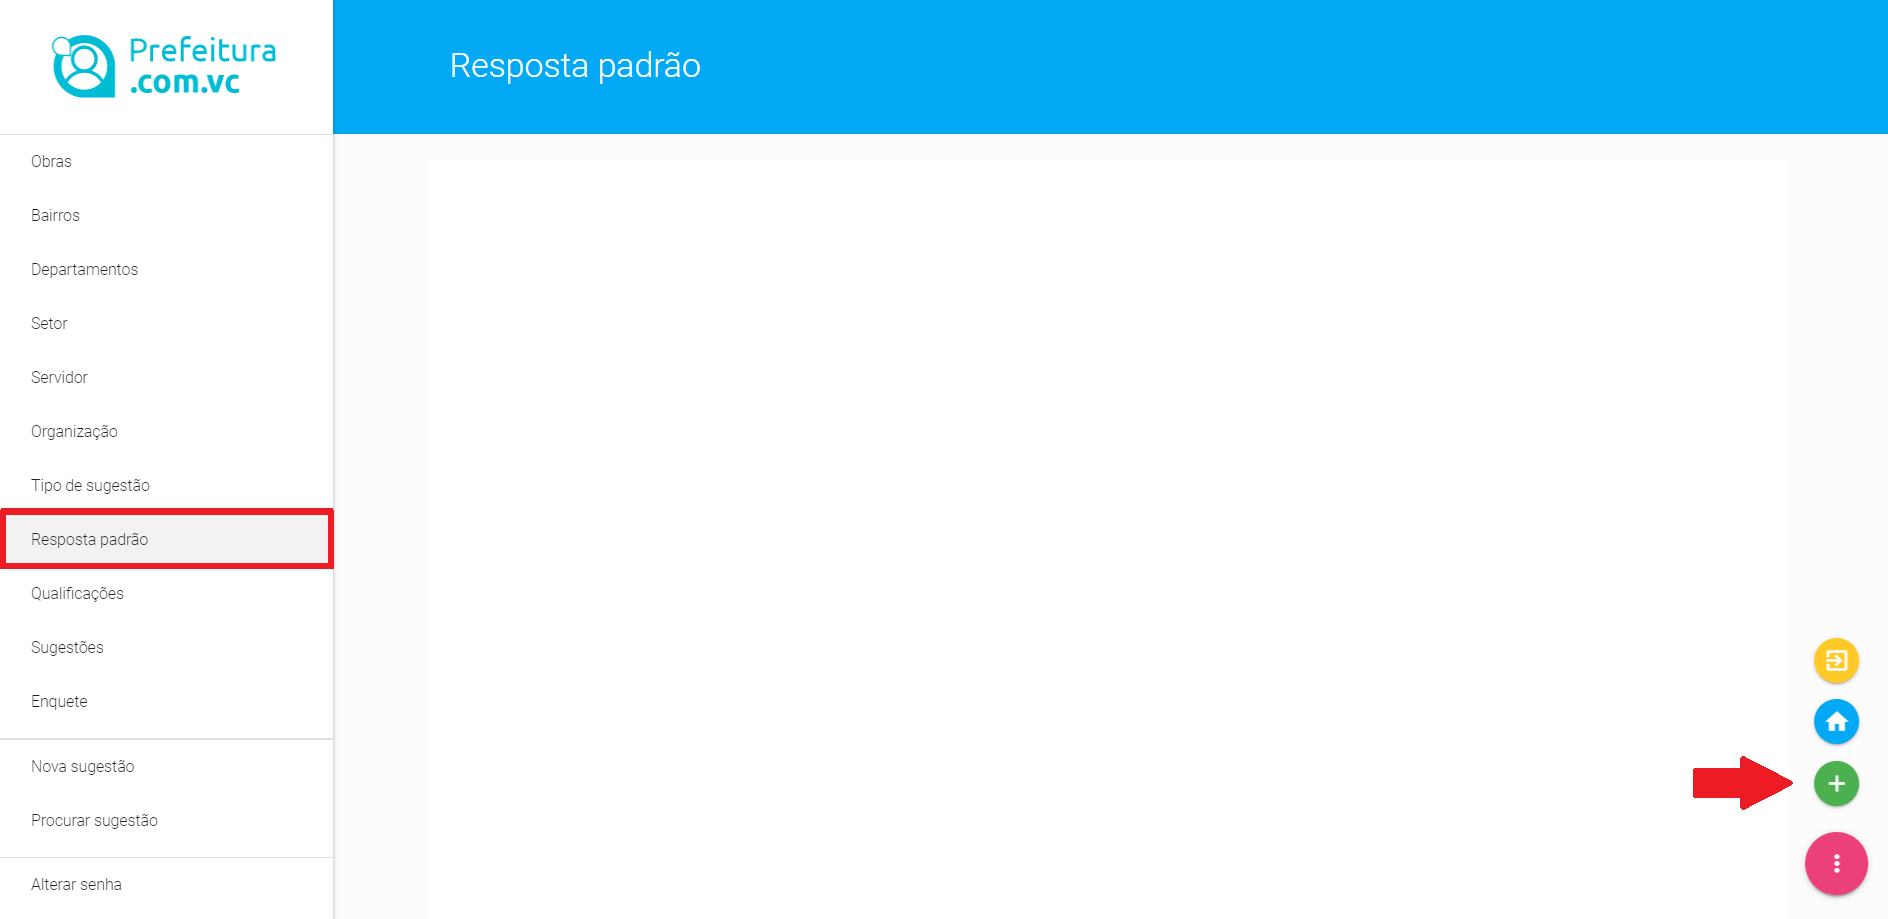 Prefeitura
.com.vc
Resposta padrão
Obras
Bairros
Departamentos
Setor
Servidor
Organização
Tipo de sugestão
Resposta padrão
Qualificações
Sugestões
Enquete
Nova sugestão
Procurar sugestão
Alterar senha